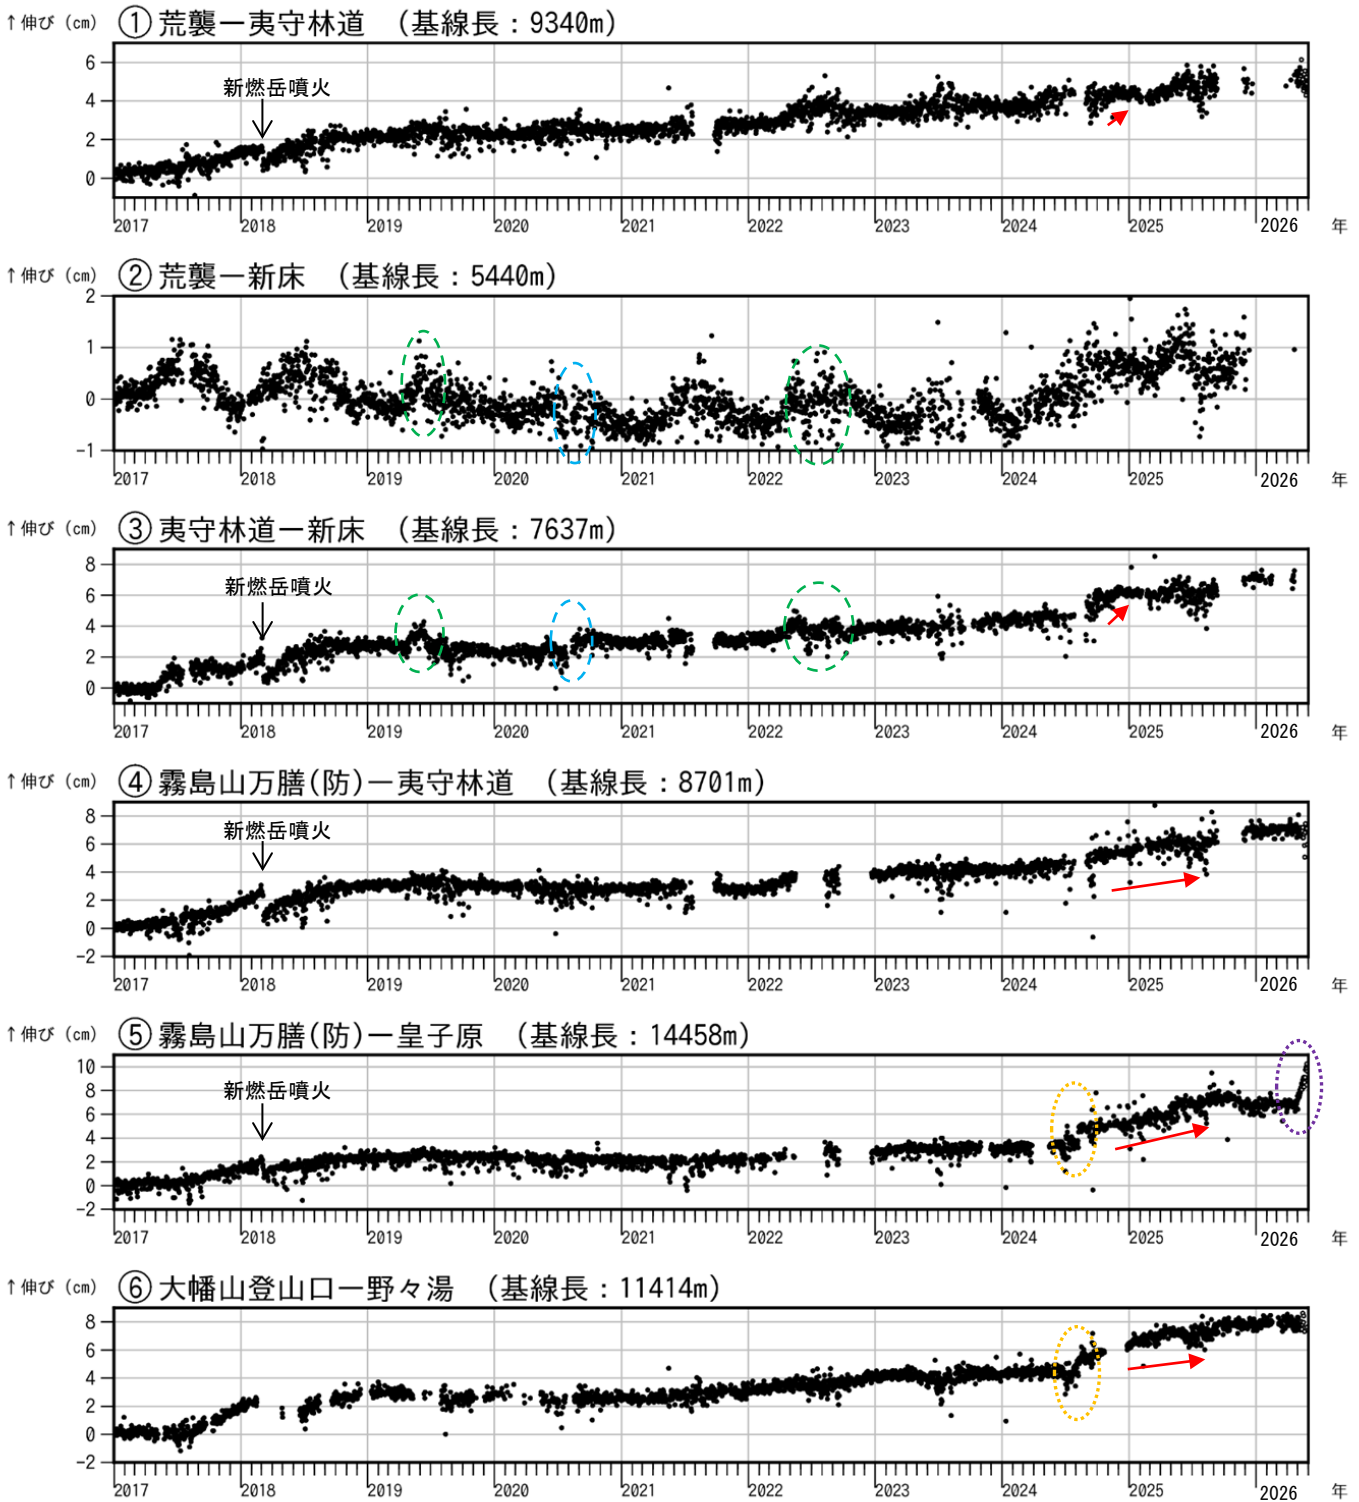 ↑伸び（cm） ①荒襲ー夷守林道 （基線長：9340m）
6
新燃岳噴火
4
2
0
2017 2018 2019 2020 2021 2022 2023 2024 2025 2026 年
↑伸び（cm） ②荒襲ー新床 （基線長：5440m）
2
1
0
-1
2017 2018 2019 2020 2021 2022 2023 2024 2025 2026 年
↑伸び（cm） ③夷守林道ー新床 （基線長：7637m）
8
新燃岳噴火
6
4
2
0
2017 2018 2019 2020 2021 2022 2023 2024 2025 2026 年
↑伸び（cm） ④霧島山万膳(防)ー夷守林道 （基線長：8701m）
8
新燃岳噴火
6
4
2
0
-2
2017 2018 2019 2020 2021 2022 2023 2024 2025 2026 年
↑伸び（cm） ⑤霧島山万膳(防)ー皇子原 （基線長：14458m）
10
新燃岳噴火
8
6
4
2
0
-2
2017 2018 2019 2020 2021 2022 2023 2024 2025 2026 年
↑伸び（cm） ⑥大幡山登山口ー野々湯 （基線長：11414m）
8
6
4
2
0
-2
2017 2018 2019 2020 2021 2022 2023 2024 2025 2026 年